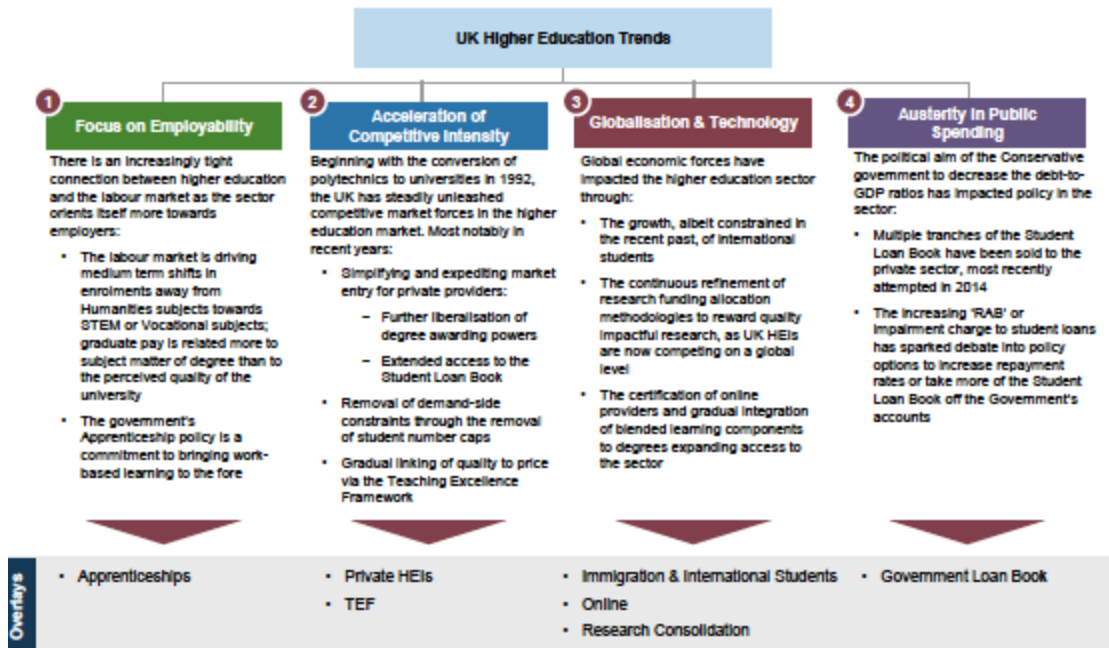 UK Higher Education Trends
1
Focus on Employability
There is an increasingly tight
connection between higher education
and the labour market as the sector
orients itself more towards
employers:
• The labour market is driving
medium term shifts in
enrolments away from
Humanities subjects towards
STEM or Vocational subjects;
graduate pay is related more to
subject matter of degree than to
the perceived quality of the
university
• The government's
Apprenticeship policy is a
commitment to bringing work-
based learning to the fore
2
Acceleration of
Competitive Intensity
Beginning with the conversion of
polytechnics to universities in 1992,
the UK has steadily unleashed
competitive market forces in the higher
education market. Most notably in
recent years:
• Simplifying and expediting market
entry for private providers:
– Further liberalisation of
degree awarding powers
– Extended access to the
Student Loan Book
• Removal of demand-side
constraints through the removal
of student number caps
• Gradual linking of quality to price
via the Teaching Excellence
Framework
3
Globalisation & Technology
Global economic forces have
impacted the higher education sector
through:
• The growth, albeit constrained in
the recent past, of international
students
• The continuous refinement of
research funding allocation
methodologies to reward quality
impactful research, as UK HEIs
are now competing on a global
level
• The certification of online
providers and gradual integration
of blended learning components
to degrees expanding access to
the sector
4
Austerity in Public
Spending
The political aim of the Conservative
government to decrease the debt-to-
GDP ratios has impacted policy in the
sector:
• Multiple tranches of the Student
Loan Book have been sold to the
private sector, most recently
attempted in 2014
• The increasing 'RAB' or
impairment charge to student loans
has sparked debate into policy
options to increase repayment
rates or take more of the Student
Loan Book off the Government's
accounts
Overlays
• Apprenticeships
• Private HEIs
• TEF
• Immigration & International Students
• Online
• Research Consolidation
• Government Loan Book